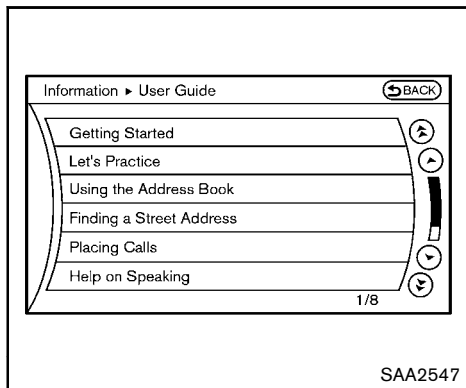 Information ▸ User Guide
BACK
Getting Started
Let's Practice
Using the Address Book
Finding a Street Address
Placing Calls
Help on Speaking
1/8
SAA2547